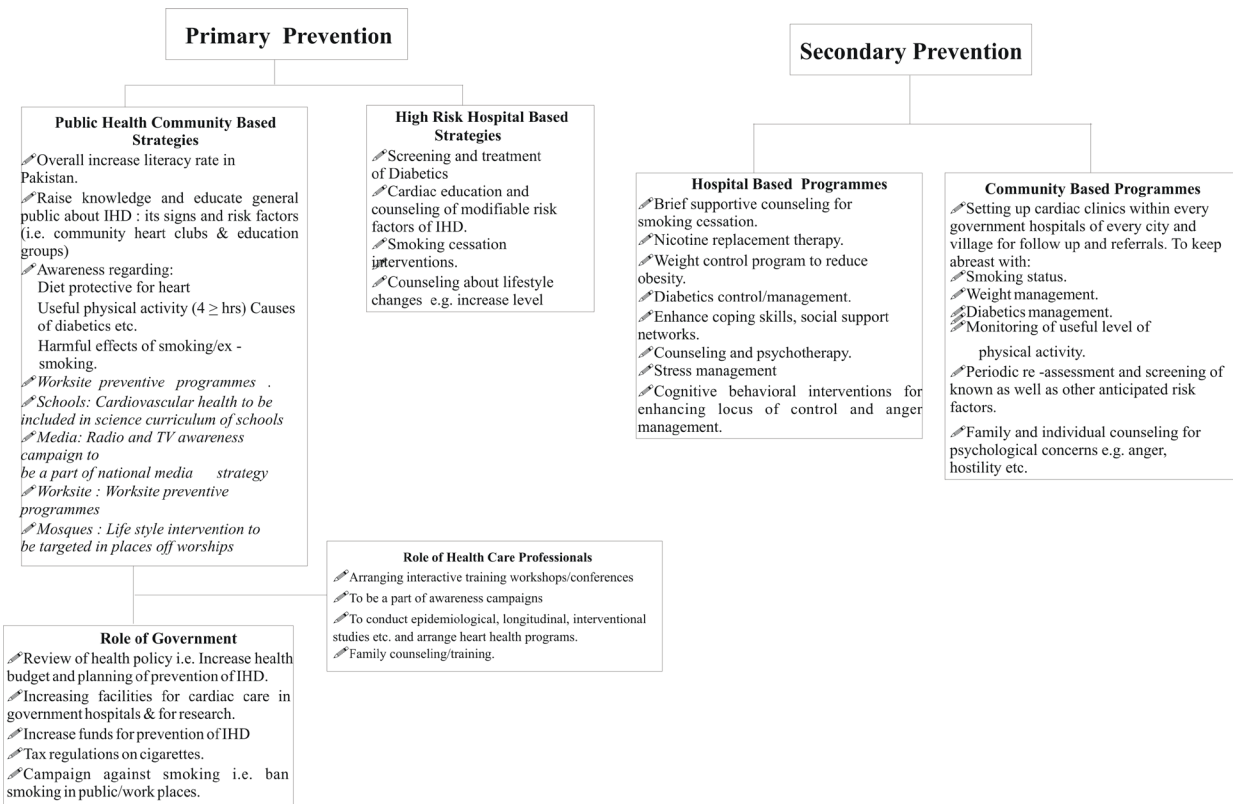 Primary Prevention
Public Health Community Based
Strategies
Overall increase literacy rate in
Pakistan.
Raise knowledge and educate general
public about IHD : its signs and risk factors
(i.e. community heart clubs & education
groups)
Awareness regarding:
Diet protective for heart
Useful physical activity (4 ≥ hrs) Causes
of diabetics etc.
Harmful effects of smoking/ex -
smoking.
Worksite preventive programmes .
Schools: Cardiovascular health to be
included in science curriculum of schools
Media: Radio and TV awareness
campaign to
be a part of national media strategy
Worksite : Worksite preventive
programmes
Mosques : Life style intervention to
be targeted in places off worships
High Risk Hospital Based
Strategies
Screening and treatment
of Diabetics
Cardiac education and
counseling of modifiable risk
factors of IHD.
Smoking cessation
interventions.
Counseling about lifestyle
changes e.g. increase level
Role of Health Care Professionals
Arranging interactive training workshops/conferences
To be a part of awareness campaigns
To conduct epidemiological, longitudinal, interventional
studies etc. and arrange heart health programs.
Family counseling/training.
Role of Government
Review of health policy i.e. Increase health
budget and planning of prevention of IHD.
Increasing facilities for cardiac care in
government hospitals & for research.
Increase funds for prevention of IHD
Tax regulations on cigarettes.
Campaign against smoking i.e. ban
smoking in public/work places.
Secondary Prevention
Hospital Based Programmes
Brief supportive counseling for
smoking cessation.
Nicotine replacement therapy.
Weight control program to reduce
obesity.
Diabetics control/management.
Enhance coping skills, social support
networks.
Counseling and psychotherapy.
Stress management
Cognitive behavioral interventions for
enhancing locus of control and anger
management.
Community Based Programmes
Setting up cardiac clinics within every
government hospitals of every city and
village for follow up and referrals. To keep
abreast with:
Smoking status.
Weight management.
Diabetics management.
Monitoring of useful level of
physical activity.
Periodic re -assessment and screening of
known as well as other anticipated risk
factors.
Family and individual counseling for
psychological concerns e.g. anger,
hostility etc.